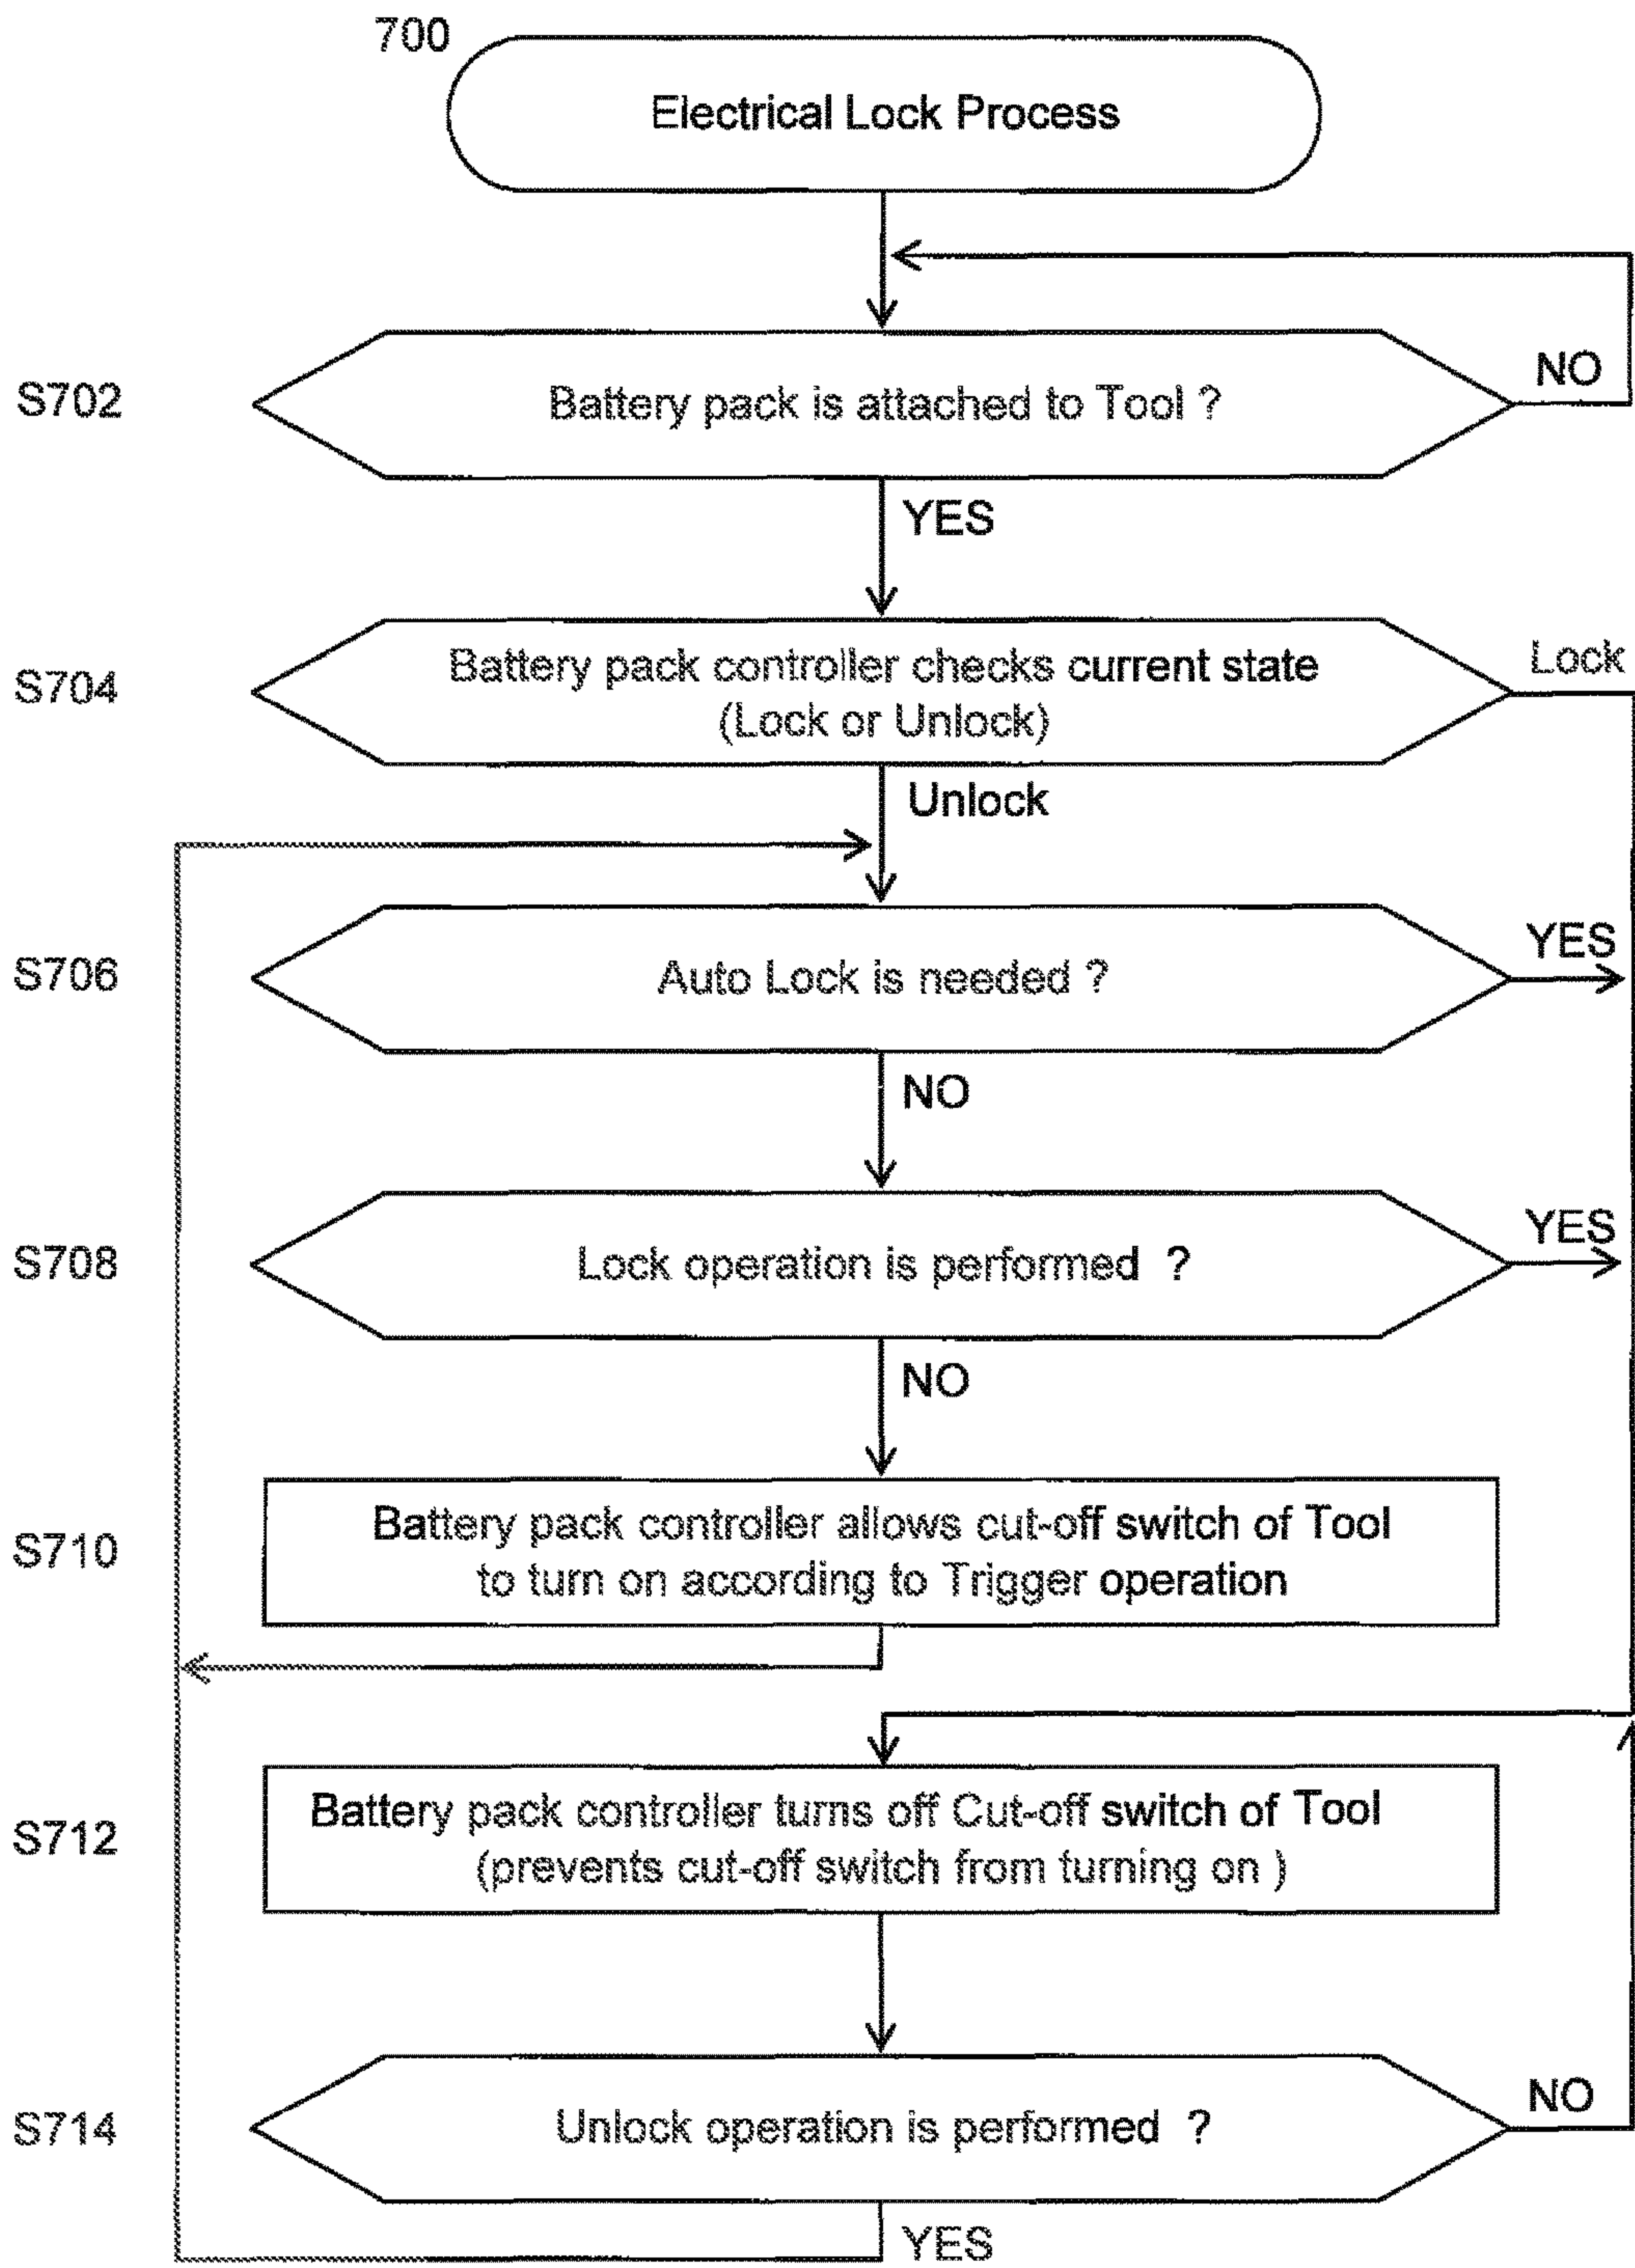 700
Electrical Lock Process
S702
Battery pack is attached to Tool ?
NO
YES
S704
Battery pack controller checks current state
(Lock or Unlock)
Lock
Unlock
S706
Auto Lock is needed ?
YES
NO
S708
Lock operation is performed ?
YES
NO
S710
Battery pack controller allows cut-off switch of Tool
to turn on according to Trigger operation
S712
Battery pack controller turns off Cut-off switch of Tool
(prevents cut-off switch from turning on )
S714
Unlock operation is performed ?
NO
YES